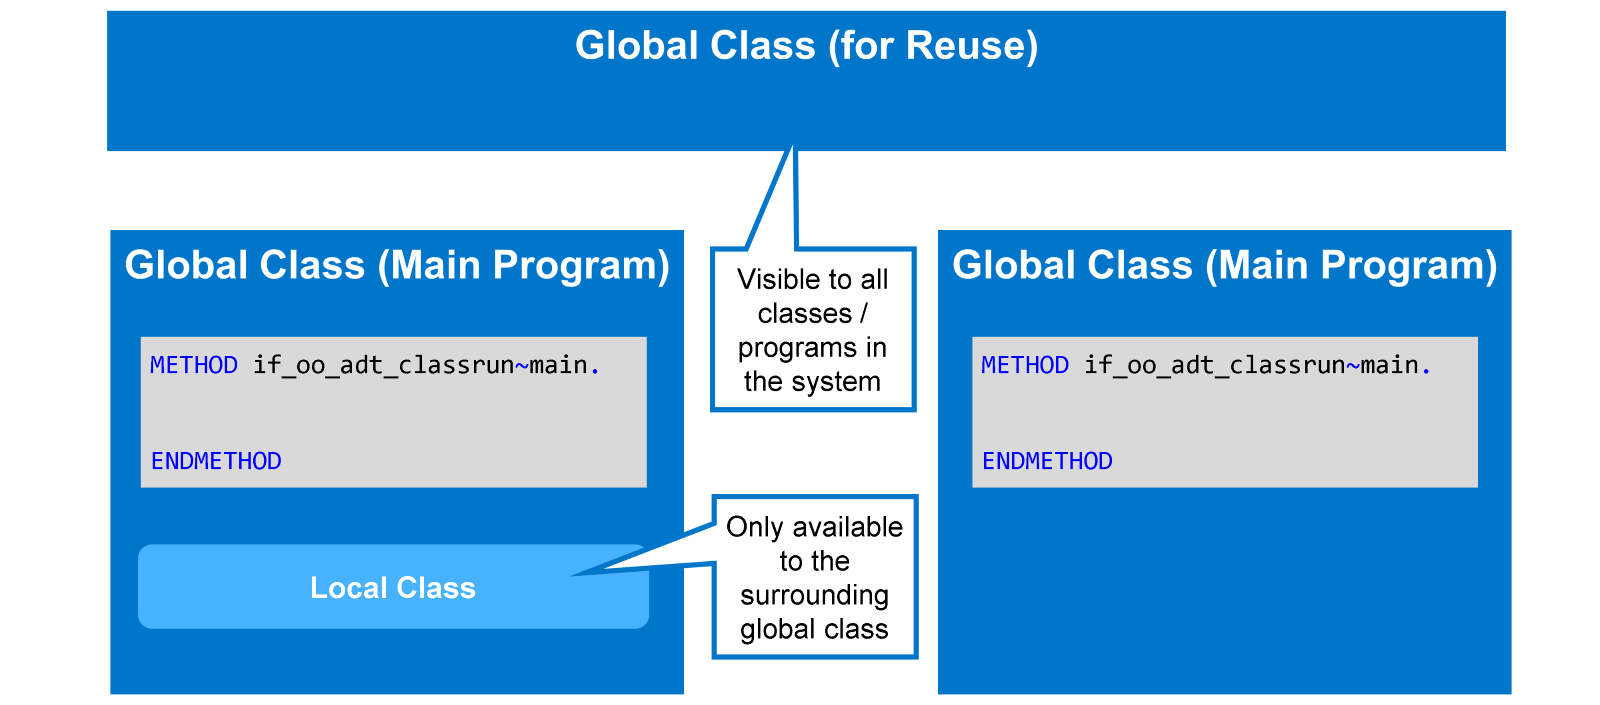 Global Class (for Reuse)
Global Class (Main Program)
METHOD if_oo_adt_classrun~main.
ENDMETHOD
Local Class
Visible to all
classes /
programs in
the system
Only available
to the
surrounding
global class
Global Class (Main Program)
METHOD if_oo_adt_classrun~main.
ENDMETHOD